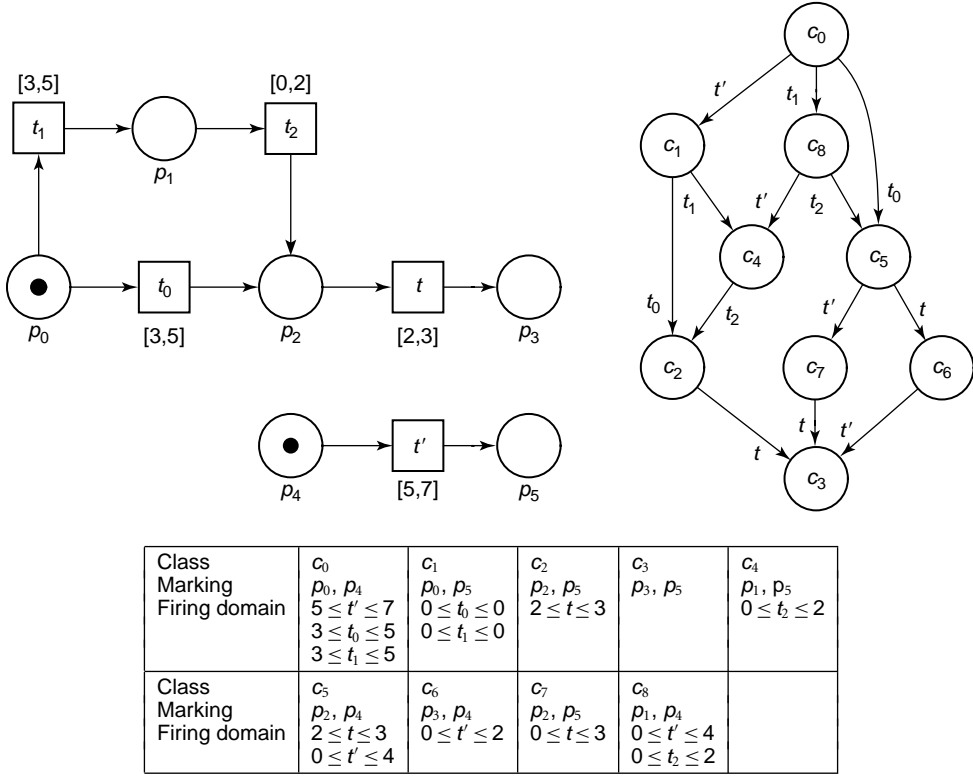 [3,5]
[0,2]
t₁
t₂
p₁
t₀
t
p₀
[3,5]
p₂
[2,3]
p₃
t′
p₄
[5,7]
p₅
c₀
t′
t₁
c₁
c₈
t₀
t₁
t′
t₂
c₄
c₅
t₀
t₂
t′
t
c₂
c₇
c₆
t
t
t′
c₃
Class c₀ c₁ c₂ c₃ c₄
Marking p₀, p₄ p₀, p₅ p₂, p₅ p₃, p₅ p₁, p₅
Firing domain 5 ≤ t′ ≤ 7 0 ≤ t₀ ≤ 0 2 ≤ t ≤ 3 0 ≤ t₂ ≤ 2
3 ≤ t₀ ≤ 5 0 ≤ t₁ ≤ 0
3 ≤ t₁ ≤ 5
Class c₅ c₆ c₇ c₈
Marking p₂, p₄ p₃, p₄ p₂, p₅ p₁, p₄
Firing domain 2 ≤ t ≤ 3 0 ≤ t′ ≤ 2 0 ≤ t ≤ 3 0 ≤ t′ ≤ 4
0 ≤ t′ ≤ 4 0 ≤ t₂ ≤ 2